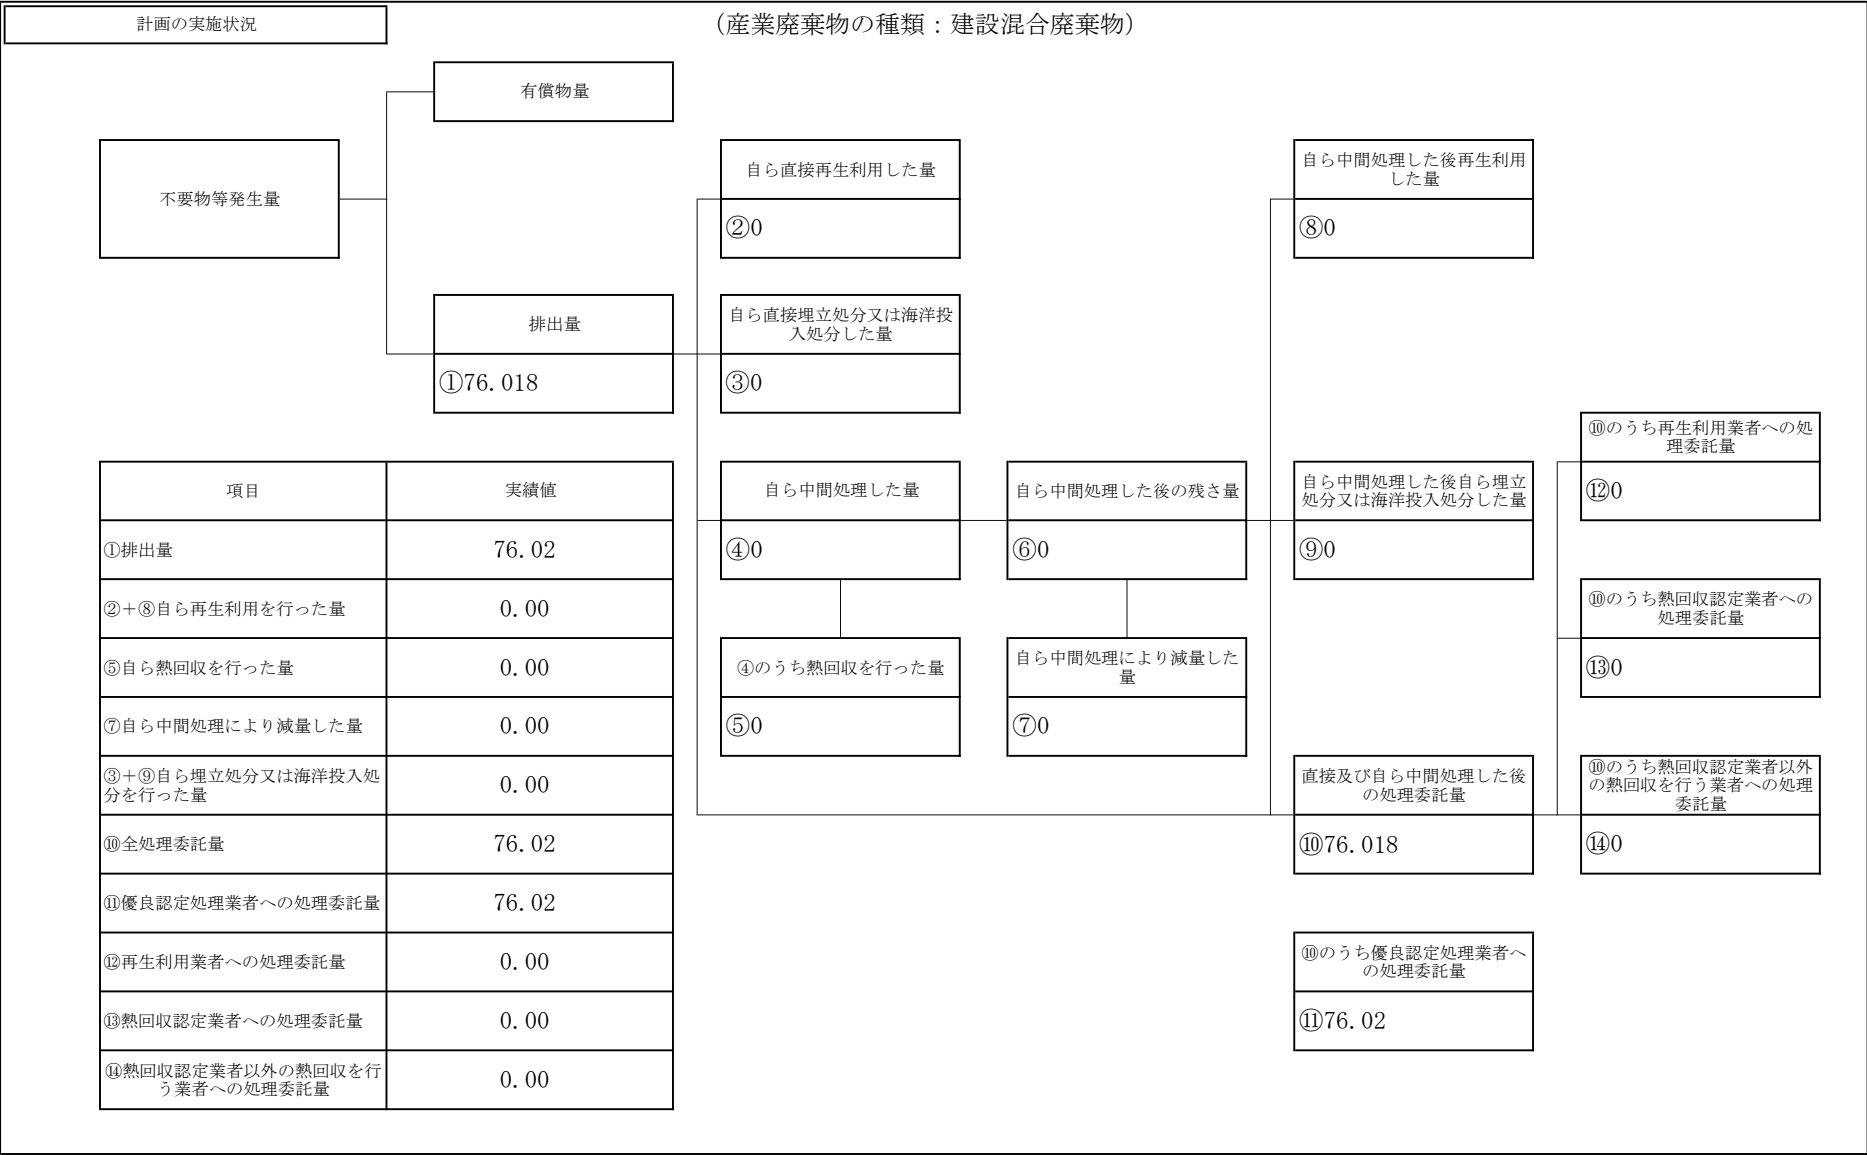 計画の実施状況
（産業廃棄物の種類：建設混合廃棄物）
有償物量
不要物等発生量
自ら直接再生利用した量
②0
自ら中間処理した後再生利用
した量
⑧0
排出量
①76.018
自ら直接埋立処分又は海洋投
入処分した量
③0
⑩のうち再生利用業者への処
理委託量
⑫0
自ら中間処理した量
④0
自ら中間処理した後の残さ量
⑥0
自ら中間処理した後自ら埋立
処分又は海洋投入処分した量
⑨0
⑩のうち熱回収認定業者への
処理委託量
⑬0
④のうち熱回収を行った量
⑤0
自ら中間処理により減量した
量
⑦0
直接及び自ら中間処理した後
の処理委託量
⑩76.018
⑩のうち熱回収認定業者以外
の熱回収を行う業者への処理
委託量
⑭0
⑩のうち優良認定処理業者へ
の処理委託量
⑪76.02
項目 実績値
①排出量 76.02
②＋⑧自ら再生利用を行った量 0.00
⑤自ら熱回収を行った量 0.00
⑦自ら中間処理により減量した量 0.00
③＋⑨自ら埋立処分又は海洋投入処
分を行った量 0.00
⑩全処理委託量 76.02
⑪優良認定処理業者への処理委託量 76.02
⑫再生利用業者への処理委託量 0.00
⑬熱回収認定業者への処理委託量 0.00
⑭熱回収認定業者以外の熱回収を行
う業者への処理委託量 0.00